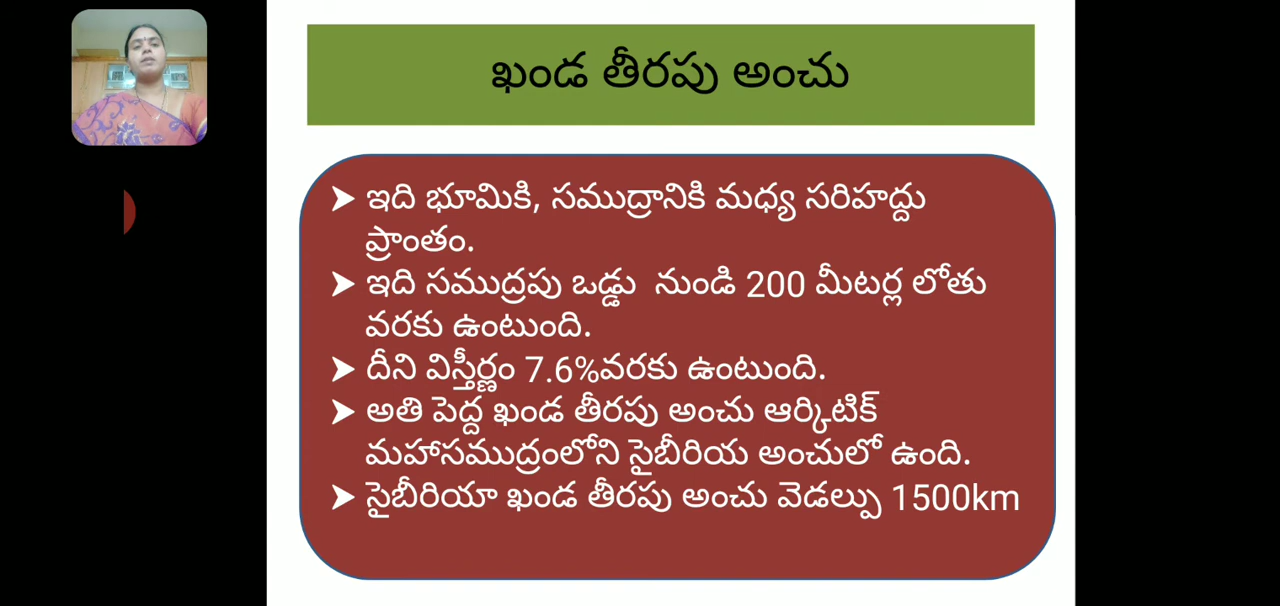 ఖండ తీరపు అంచు
➤ ఇది భూమికి, సముద్రానికి మధ్య సరిహద్దు
ప్రాంతం.
➤ ఇది సముద్రపు ఒడ్డు నుండి 200 మీటర్ల లోతు
వరకు ఉంటుంది.
➤ దీని విస్తీర్ణం 7.6%వరకు ఉంటుంది.
➤ అతి పెద్ద ఖండ తీరపు అంచు ఆర్కిటిక్
మహాసముద్రంలోని సైబీరియ అంచులో ఉంది.
➤ సైబీరియా ఖండ తీరపు అంచు వెడల్పు 1500km